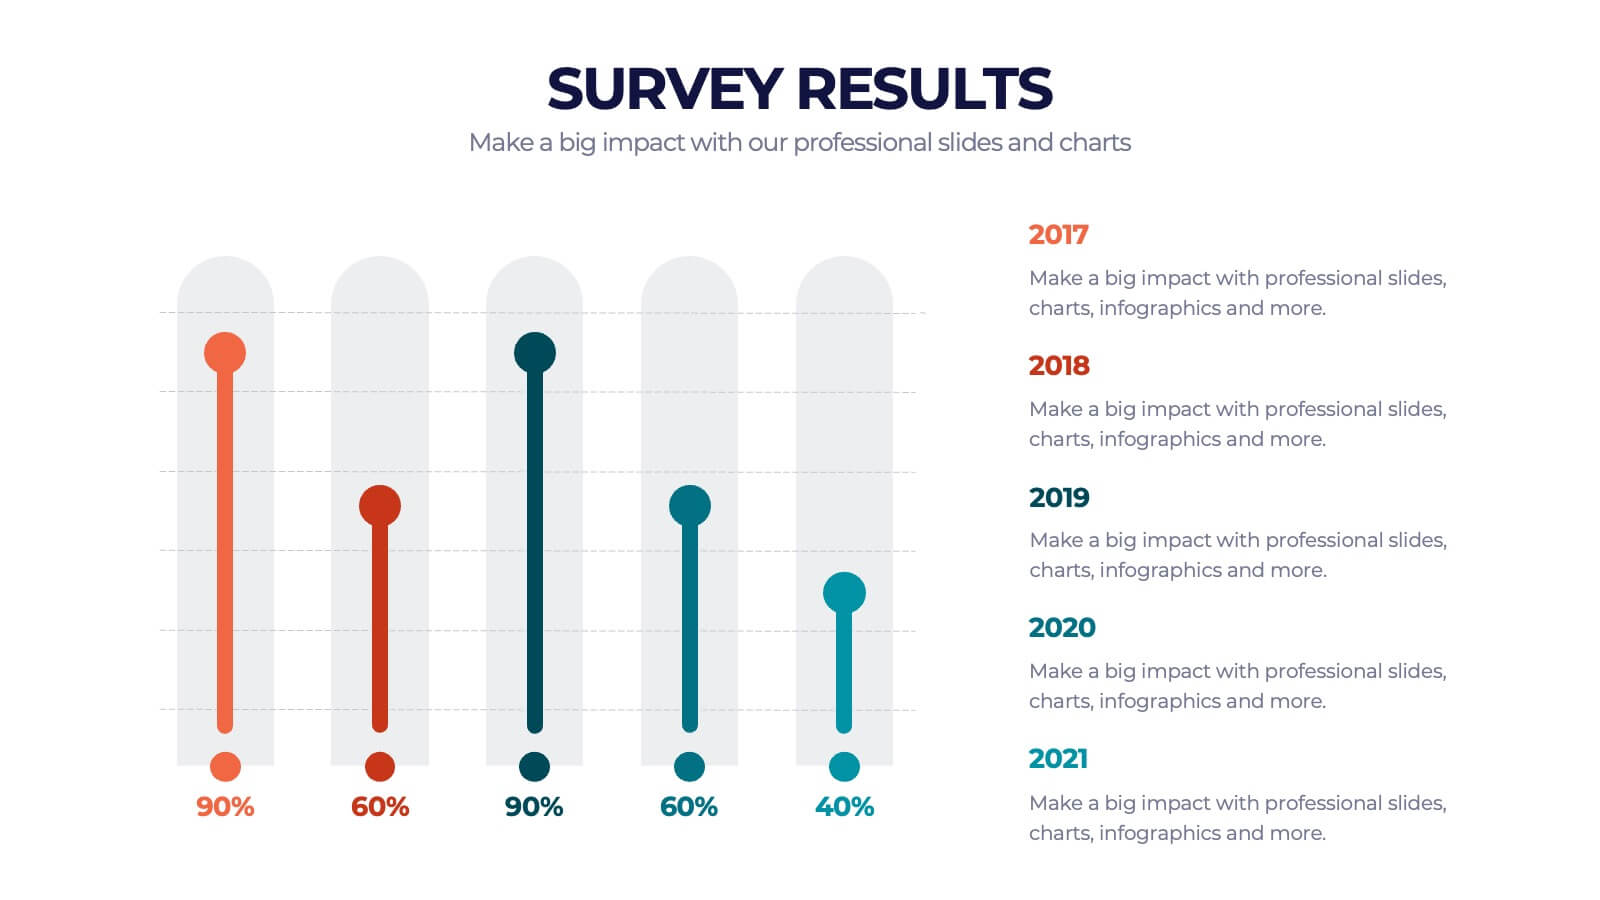 SURVEY RESULTS
Make a big impact with our professional slides and charts
90%
60%
90%
60%
40%
2017
Make a big impact with professional slides,
charts, infographics and more.
2018
Make a big impact with professional slides,
charts, infographics and more.
2019
Make a big impact with professional slides,
charts, infographics and more.
2020
Make a big impact with professional slides,
charts, infographics and more.
2021
Make a big impact with professional slides,
charts, infographics and more.